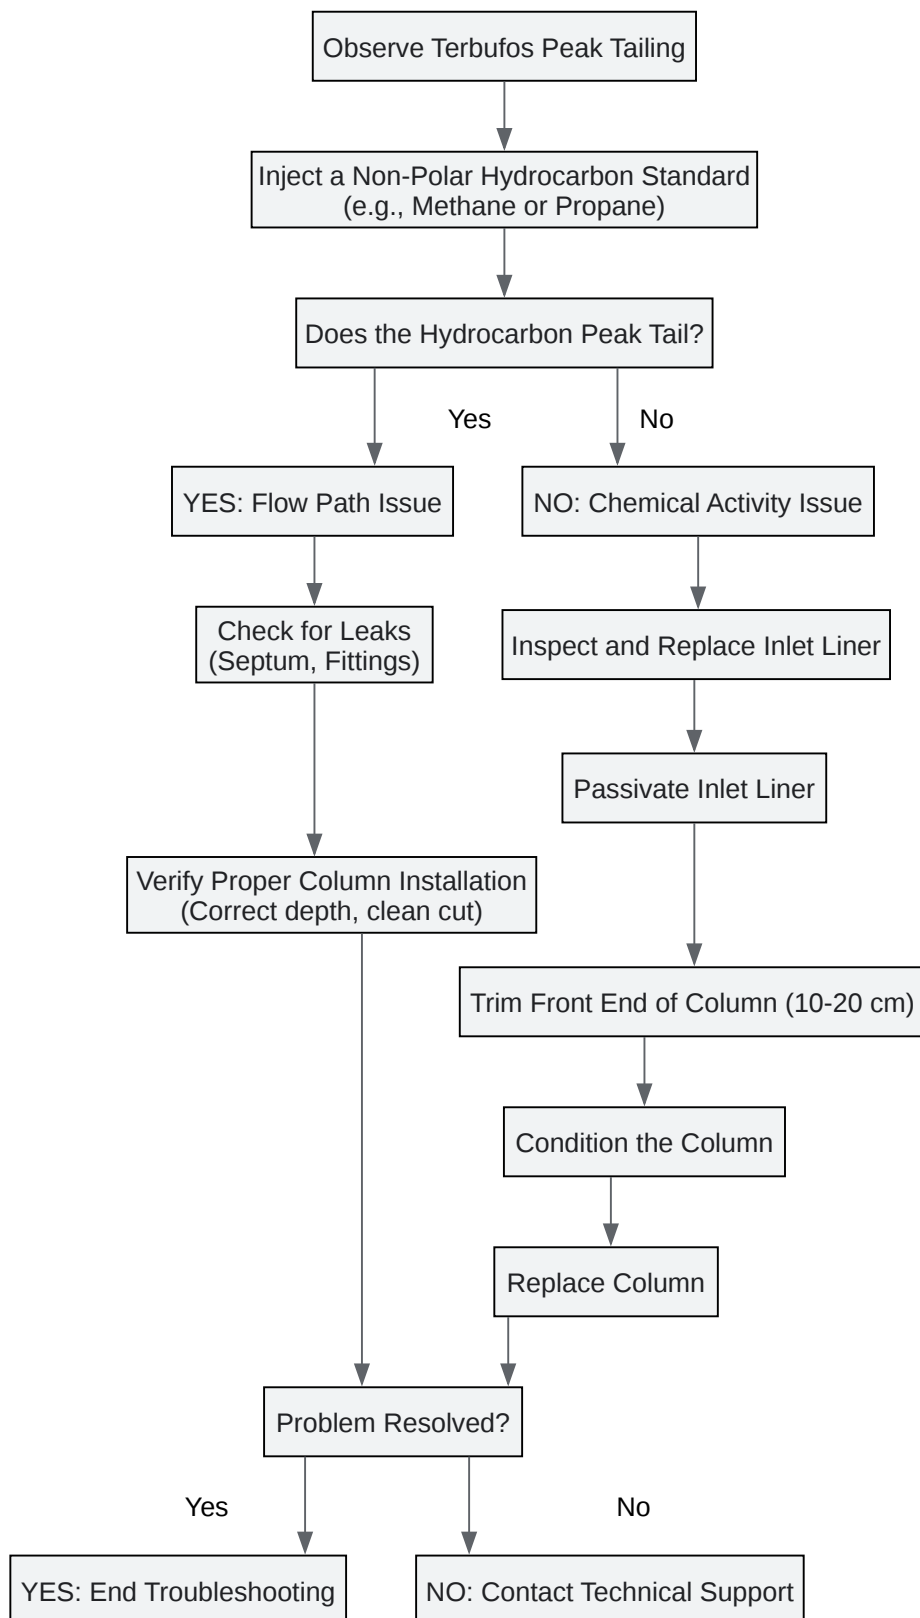 Observe Terbufos Peak Tailing
Inject a Non-Polar Hydrocarbon Standard
(e.g., Methane or Propane)
Does the Hydrocarbon Peak Tail?
Yes
No
YES: Flow Path Issue
NO: Chemical Activity Issue
Check for Leaks
(Septum, Fittings)
Inspect and Replace Inlet Liner
Passivate Inlet Liner
Verify Proper Column Installation
(Correct depth, clean cut)
Trim Front End of Column (10-20 cm)
Condition the Column
Replace Column
Problem Resolved?
Yes
No
YES: End Troubleshooting
NO: Contact Technical Support